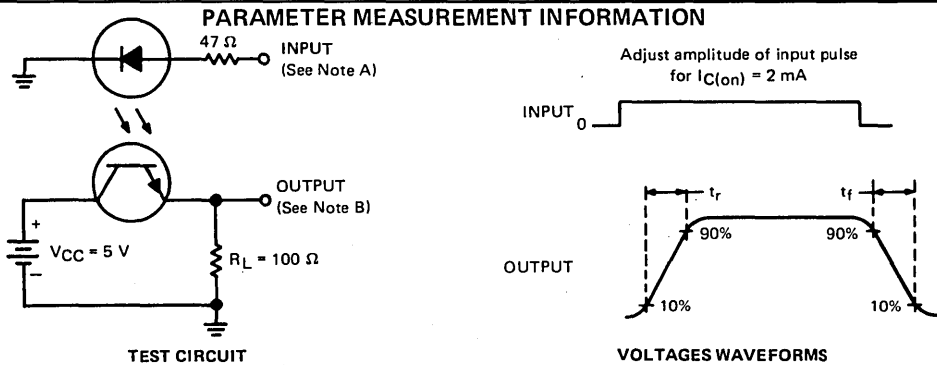 PARAMETER MEASUREMENT INFORMATION
47 Ω
INPUT
(See Note A)
OUTPUT
(See Note B)
+
VCC = 5 V
−
RL = 100 Ω
TEST CIRCUIT
Adjust amplitude of input pulse
for IC(on) = 2 mA
INPUT
0
tr
tf
90%
90%
OUTPUT
10%
10%
VOLTAGES WAVEFORMS